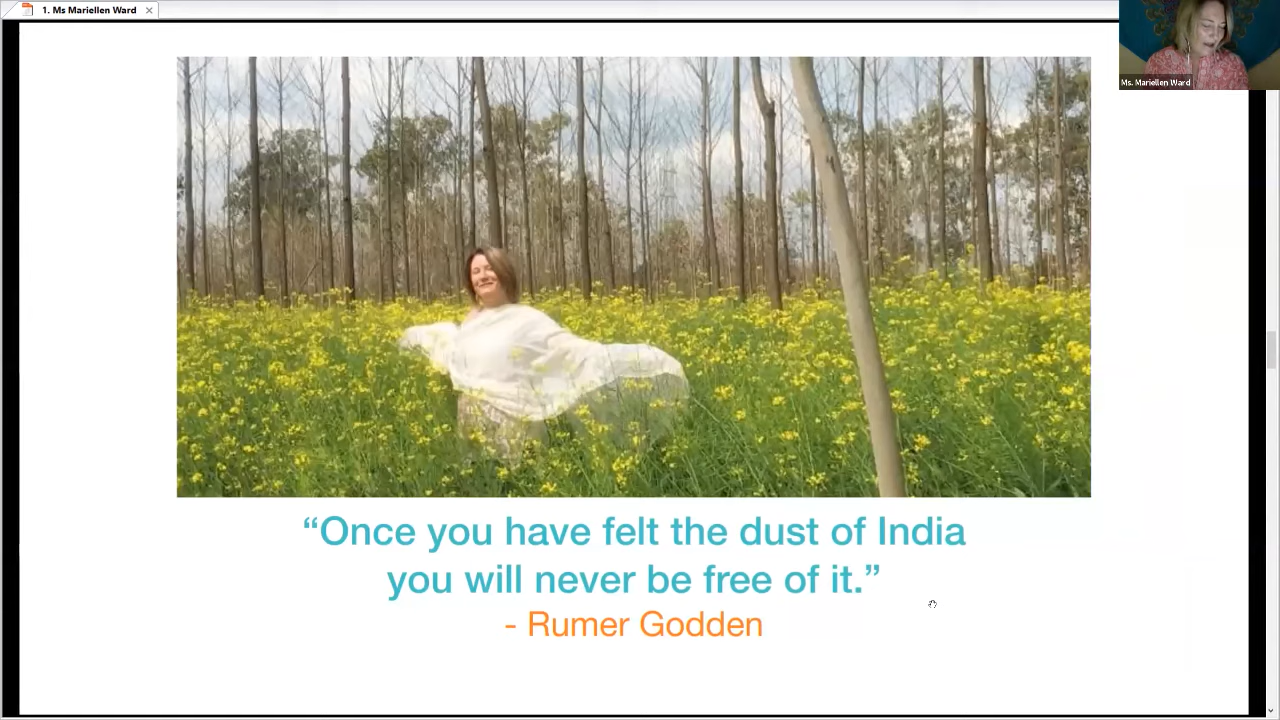 1. Ms Mariellen Ward
Ms. Mariellen Ward
“Once you have felt the dust of India
you will never be free of it.”
- Rumer Godden